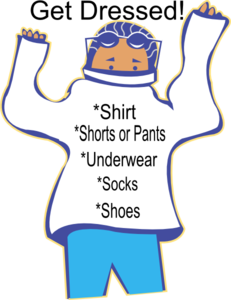 Get Dressed!
*Shirt
*Shorts or Pants
*Underwear
*Socks
*Shoes